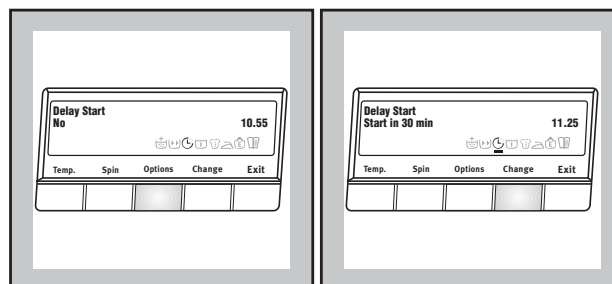 Delay Start
No 10.55
Temp. Spin Options Change Exit
Delay Start
Start in 30 min 11.25
Temp. Spin Options Change Exit